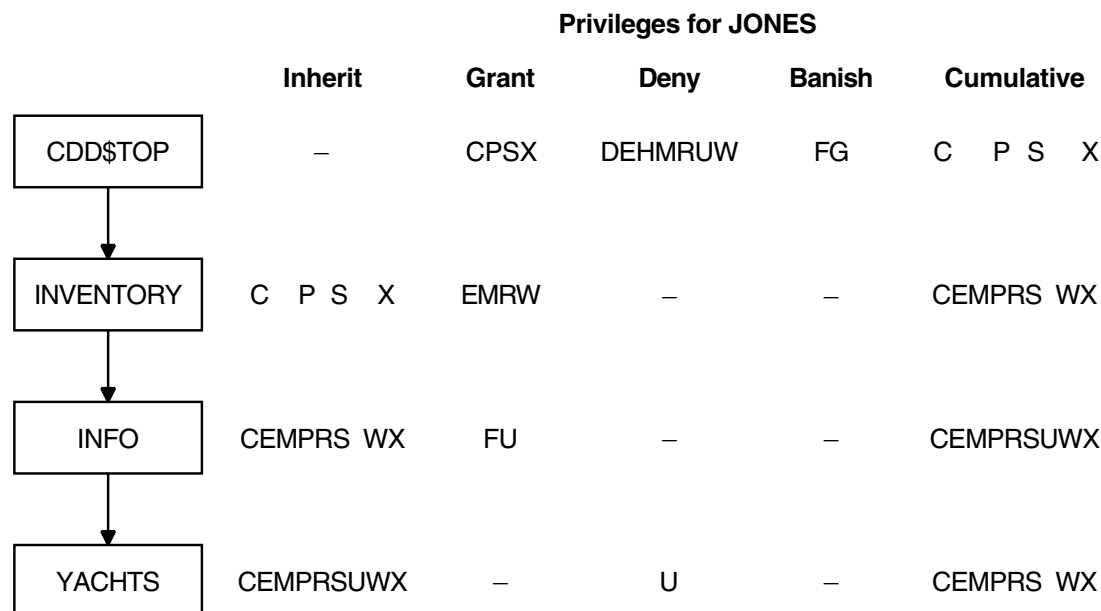 Privileges for JONES
Inherit Grant Deny Banish Cumulative
CDD$TOP – CPSX DEHMRUW FG C P S X
INVENTORY C P S X EMRW – – CEMPRS WX
INFO CEMPRS WX FU – – CEMPRSUWX
YACHTS CEMPRSUWX – U – CEMPRS WX